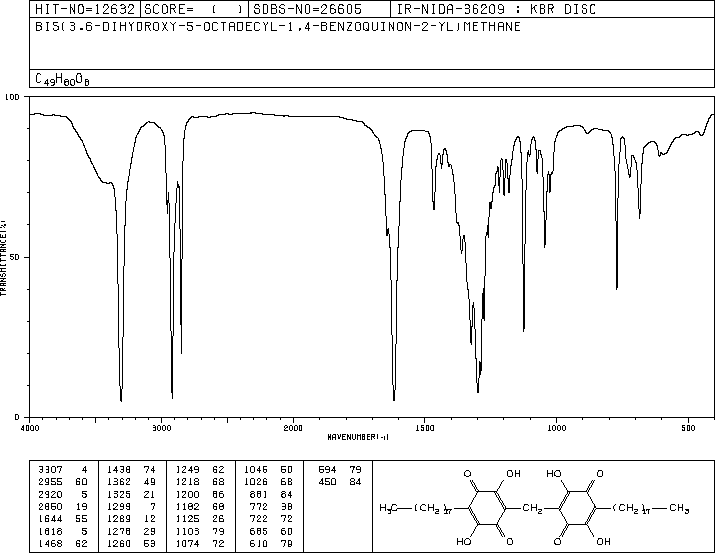 HIT-NO=12632 SCORE= ( ) SDBS-NO=26605 IR-NIDA-36209 : KBR DISC
BIS(3,6-DIHYDROXY-5-OCTADECYL-1,4-BENZOQUINON-2-YL)METHANE
C49H80O8
100
50
0
TRANSMITTANCE(%)
4000 3000 2000 1500 1000 500
WAVENUMBER(-1)
3307 4 1438 74 1249 62 1046 50 594 79
2955 60 1362 49 1218 68 1026 68 450 84
2920 5 1325 21 1200 66 881 84
2850 19 1299 7 1182 68 772 38
1644 55 1289 12 1125 26 722 72
1616 5 1278 29 1103 79 685 60
1468 62 1260 53 1074 72 610 79
O OH HO O
H3C (CH2)17 CH2 (CH2)17 CH3
HO O O OH